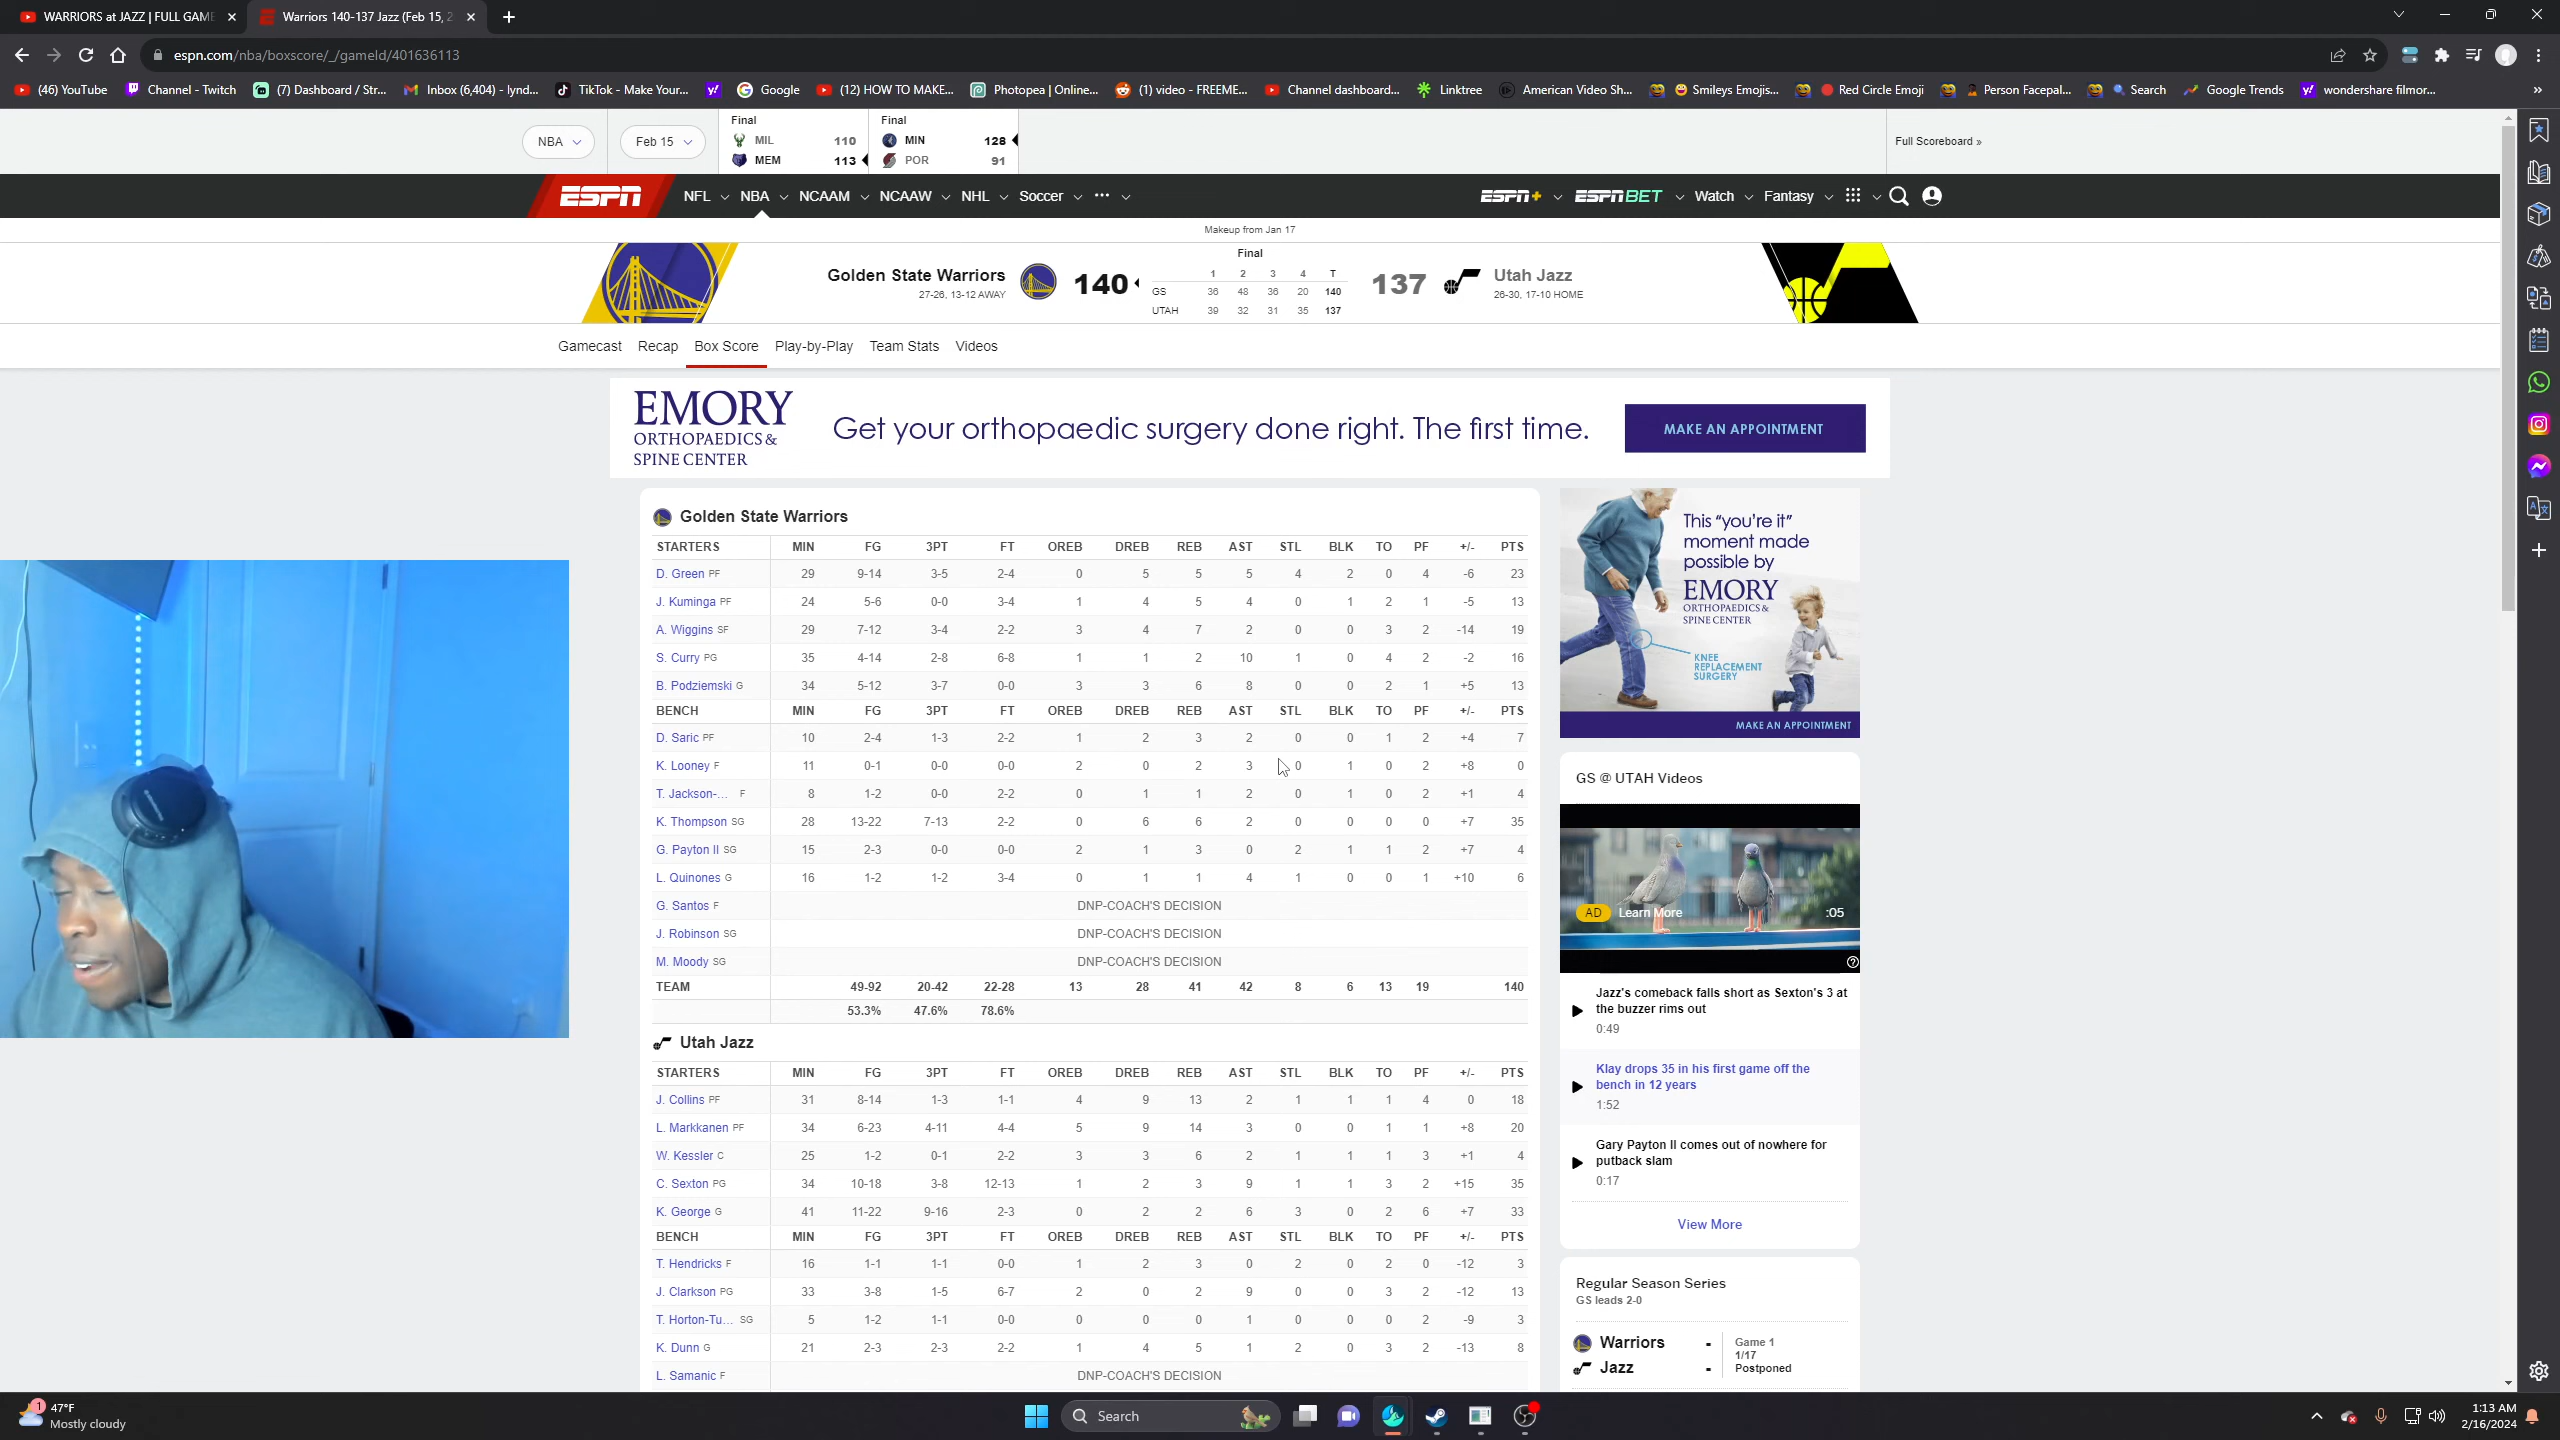 WARRIORS at JAZZ | FULL GAME
Warriors 140-137 Jazz (Feb 15, 2
espn.com/nba/boxscore/_/gameId/401636113
(46) YouTube
Channel - Twitch
(7) Dashboard / Str...
Inbox (6,404) - lynd...
TikTok - Make Your...
Google
(12) HOW TO MAKE...
Photopea | Online...
(1) video - FREEME...
Channel dashboard...
Linktree
American Video Sh...
Smileys Emojis...
Red Circle Emoji
Person Facepal...
Search
Google Trends
wondershare filmor...
»
NBA
Feb 15
Final
MIL 110
MEM 113
Final
MIN 128
POR 91
Full Scoreboard »
ESPN NFL NBA NCAAM NCAAW NHL Soccer ••• ESPN+ ESPN BET Watch Fantasy
Makeup from Jan 17
Golden State Warriors
27-26, 13-12 AWAY
140
Final
1 2 3 4 T
GS 36 48 36 20 140
UTAH 39 32 31 35 137
137
Utah Jazz
26-30, 17-10 HOME
Gamecast Recap Box Score Play-by-Play Team Stats Videos
EMORY
ORTHOPAEDICS &
SPINE CENTER
Get your orthopaedic surgery done right. The first time.
MAKE AN APPOINTMENT
Golden State Warriors
STARTERS MIN FG 3PT FT OREB DREB REB AST STL BLK TO PF +/- PTS
D. Green PF 29 9-14 3-5 2-4 0 5 5 5 4 2 0 4 -6 23
J. Kuminga PF 24 5-6 0-0 3-4 1 4 5 4 0 1 2 1 -5 13
A. Wiggins SF 29 7-12 3-4 2-2 3 4 7 2 0 0 3 2 -14 19
S. Curry PG 35 4-14 2-8 6-8 1 1 2 10 1 0 4 2 -2 16
B. Podziemski G 34 5-12 3-7 0-0 3 3 6 8 0 0 2 1 +5 13
BENCH MIN FG 3PT FT OREB DREB REB AST STL BLK TO PF +/- PTS
D. Saric PF 10 2-4 1-3 2-2 1 2 3 2 0 0 1 2 +4 7
K. Looney F 11 0-1 0-0 0-0 2 0 2 3 0 1 0 2 +8 0
T. Jackson-... F 8 1-2 0-0 2-2 0 1 1 2 0 1 0 2 +1 4
K. Thompson SG 28 13-22 7-13 2-2 0 6 6 2 0 0 0 0 +7 35
G. Payton II SG 15 2-3 0-0 0-0 2 1 3 0 2 1 1 2 +7 4
L. Quinones G 16 1-2 1-2 3-4 0 1 1 4 1 0 0 1 +10 6
G. Santos F DNP-COACH'S DECISION
J. Robinson SG DNP-COACH'S DECISION
M. Moody SG DNP-COACH'S DECISION
TEAM 49-92 20-42 22-28 13 28 41 42 8 6 13 19 140
53.3% 47.6% 78.6%
Utah Jazz
STARTERS MIN FG 3PT FT OREB DREB REB AST STL BLK TO PF +/- PTS
J. Collins PF 31 8-14 1-3 1-1 4 9 13 2 1 1 1 4 0 18
L. Markkanen PF 34 6-23 4-11 4-4 5 9 14 3 0 0 1 1 +8 20
W. Kessler C 25 1-2 0-1 2-2 3 3 6 2 1 1 1 3 +1 4
C. Sexton PG 34 10-18 3-8 12-13 1 2 3 9 1 1 3 2 +15 35
K. George G 41 11-22 9-16 2-3 0 2 2 6 3 0 2 6 +7 33
BENCH MIN FG 3PT FT OREB DREB REB AST STL BLK TO PF +/- PTS
T. Hendricks F 16 1-1 1-1 0-0 1 2 3 0 2 0 2 0 -12 3
J. Clarkson PG 33 3-8 1-5 6-7 2 0 2 9 0 0 3 2 -12 13
T. Horton-Tu... SG 5 1-2 1-1 0-0 0 0 0 1 0 0 0 2 -9 3
K. Dunn G 21 2-3 2-3 2-2 1 4 5 1 2 0 3 2 -13 8
L. Samanic F DNP-COACH'S DECISION
This "you're it"
moment made
possible by
EMORY
ORTHOPAEDICS &
SPINE CENTER
KNEE
REPLACEMENT
SURGERY
MAKE AN APPOINTMENT
GS @ UTAH Videos
AD Learn More :05
Jazz's comeback falls short as Sexton's 3 at
the buzzer rims out
0:49
Klay drops 35 in his first game off the
bench in 12 years
1:52
Gary Payton II comes out of nowhere for
putback slam
0:17
View More
Regular Season Series
GS leads 2-0
Warriors -
Jazz -
Game 1
1/17
Postponed
1
47°F
Mostly cloudy
Search
1:13 AM
2/16/2024